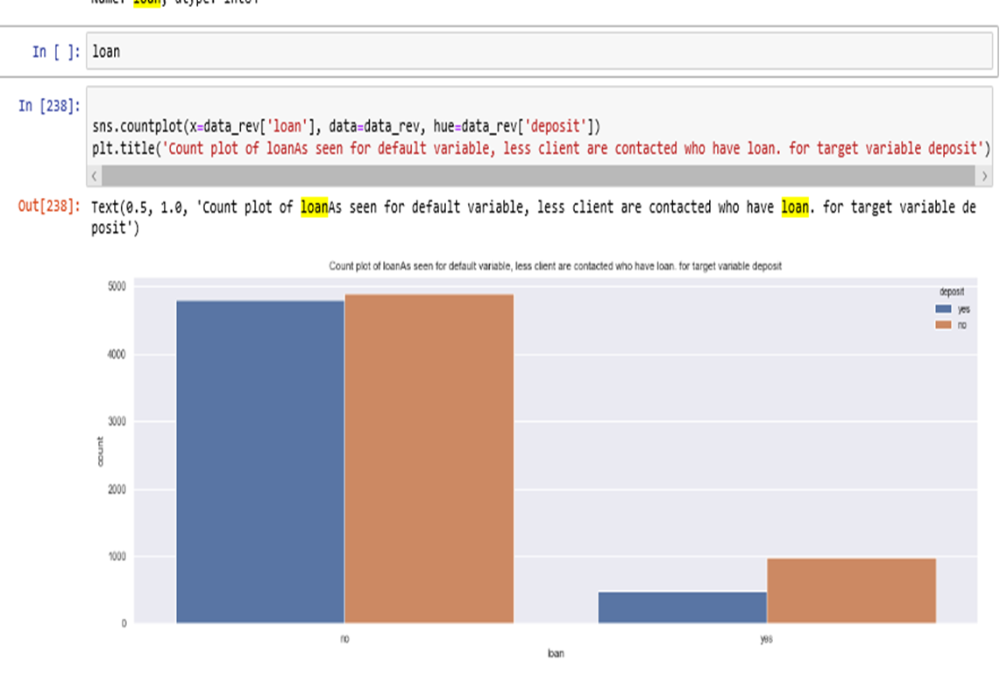 Name: loan, dtype: int64
In [ ]: loan
In [238]:
sns.countplot(x=data_rev['loan'], data=data_rev, hue=data_rev['deposit'])
plt.title('Count plot of loanAs seen for default variable, less client are contacted who have loan. for target variable deposit')
Out[238]: Text(0.5, 1.0, 'Count plot of loanAs seen for default variable, less client are contacted who have loan. for target variable de
posit')
Count plot of loanAs seen for default variable, less client are contacted who have loan. for target variable deposit
deposit
yes
no
5000
4000
3000
2000
1000
0
count
no yes
loan